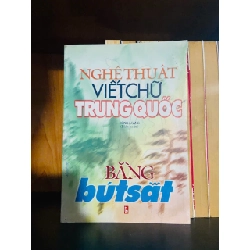 NGHỆ THUẬT
VIẾT CHỮ
TRUNG QUỐC
BẰNG
bút sắt